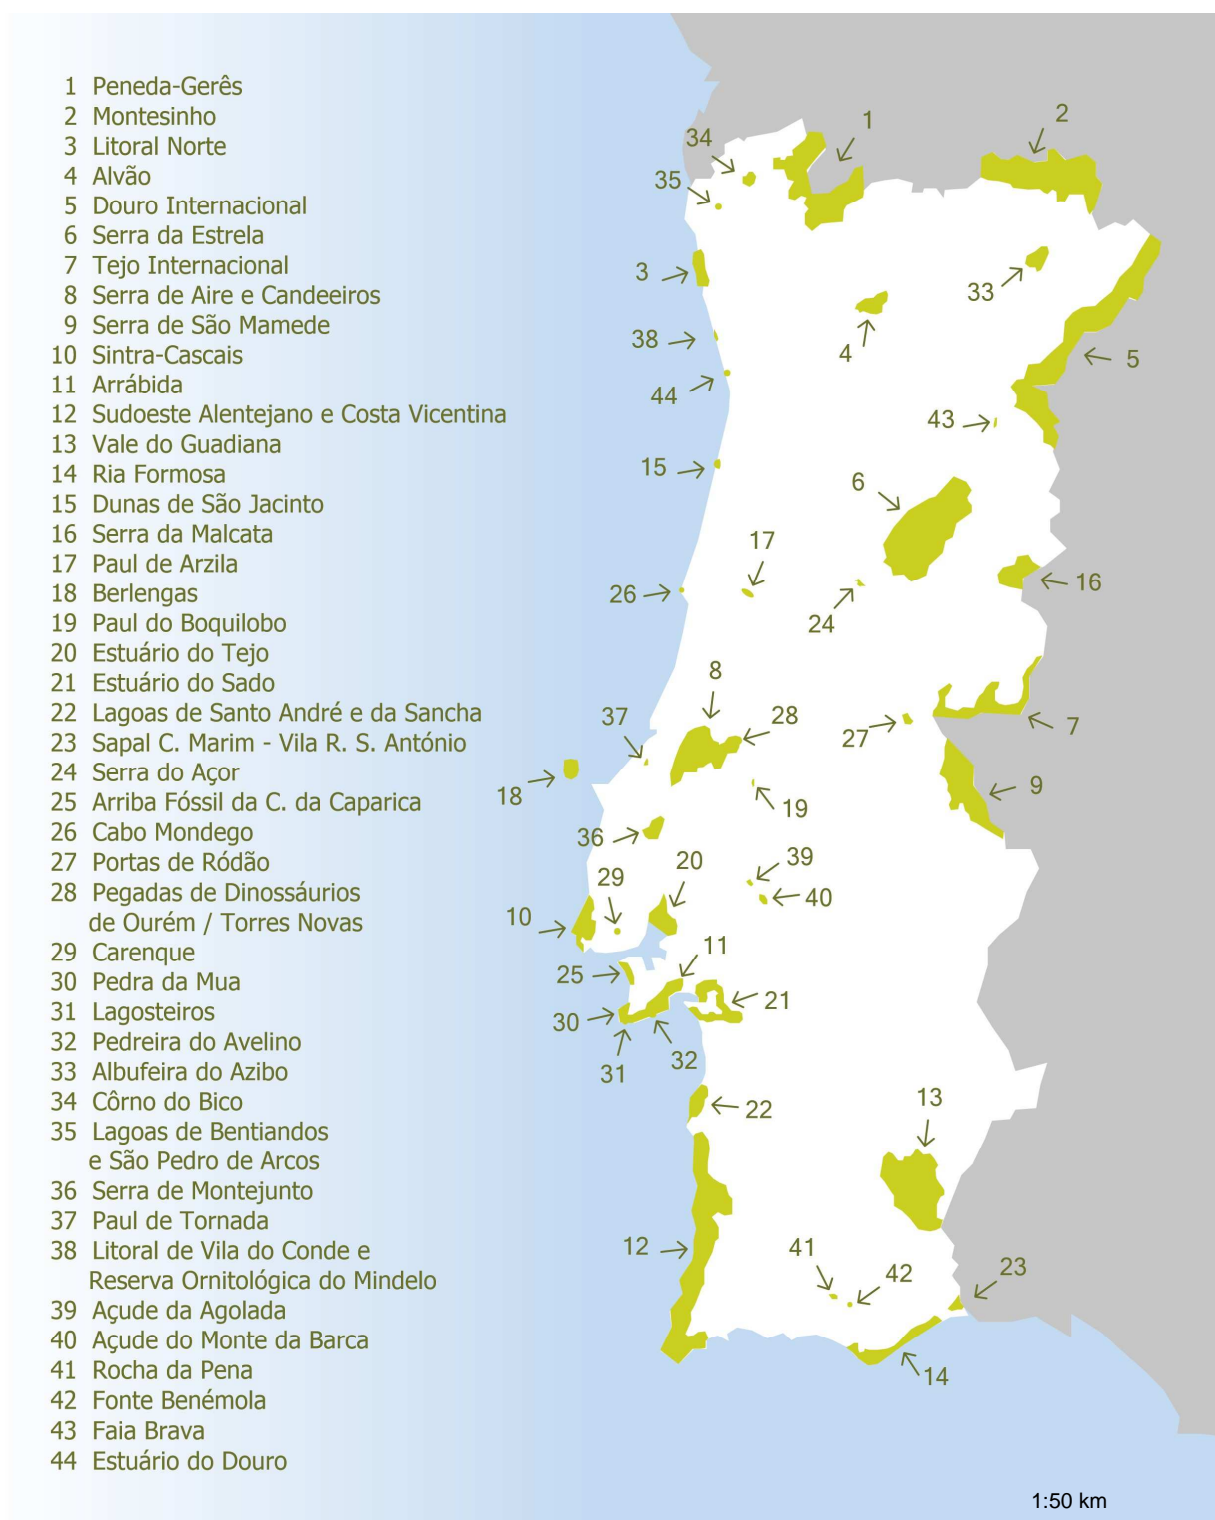 1 Peneda-Gerês
2 Montesinho
3 Litoral Norte
4 Alvão
5 Douro Internacional
6 Serra da Estrela
7 Tejo Internacional
8 Serra de Aire e Candeeiros
9 Serra de São Mamede
10 Sintra-Cascais
11 Arrábida
12 Sudoeste Alentejano e Costa Vicentina
13 Vale do Guadiana
14 Ria Formosa
15 Dunas de São Jacinto
16 Serra da Malcata
17 Paul de Arzila
18 Berlengas
19 Paul do Boquilobo
20 Estuário do Tejo
21 Estuário do Sado
22 Lagoas de Santo André e da Sancha
23 Sapal C. Marim - Vila R. S. António
24 Serra do Açor
25 Arriba Fóssil da C. da Caparica
26 Cabo Mondego
27 Portas de Ródão
28 Pegadas de Dinossáurios
de Ourém / Torres Novas
29 Carenque
30 Pedra da Mua
31 Lagosteiros
32 Pedreira do Avelino
33 Albufeira do Azibo
34 Côrno do Bico
35 Lagoas de Bentiandos
e São Pedro de Arcos
36 Serra de Montejunto
37 Paul de Tornada
38 Litoral de Vila do Conde e
Reserva Ornitológica do Mindelo
39 Açude da Agolada
40 Açude do Monte da Barca
41 Rocha da Pena
42 Fonte Benémola
43 Faia Brava
44 Estuário do Douro
2
1
34
35
3
33
38
4
5
44
43
15
6
17
16
26
24
8
37
28
7
27
18
9
19
36
39
20
29
40
10
11
25
21
30
32
31
13
22
12
41
42
23
14
1:50 km